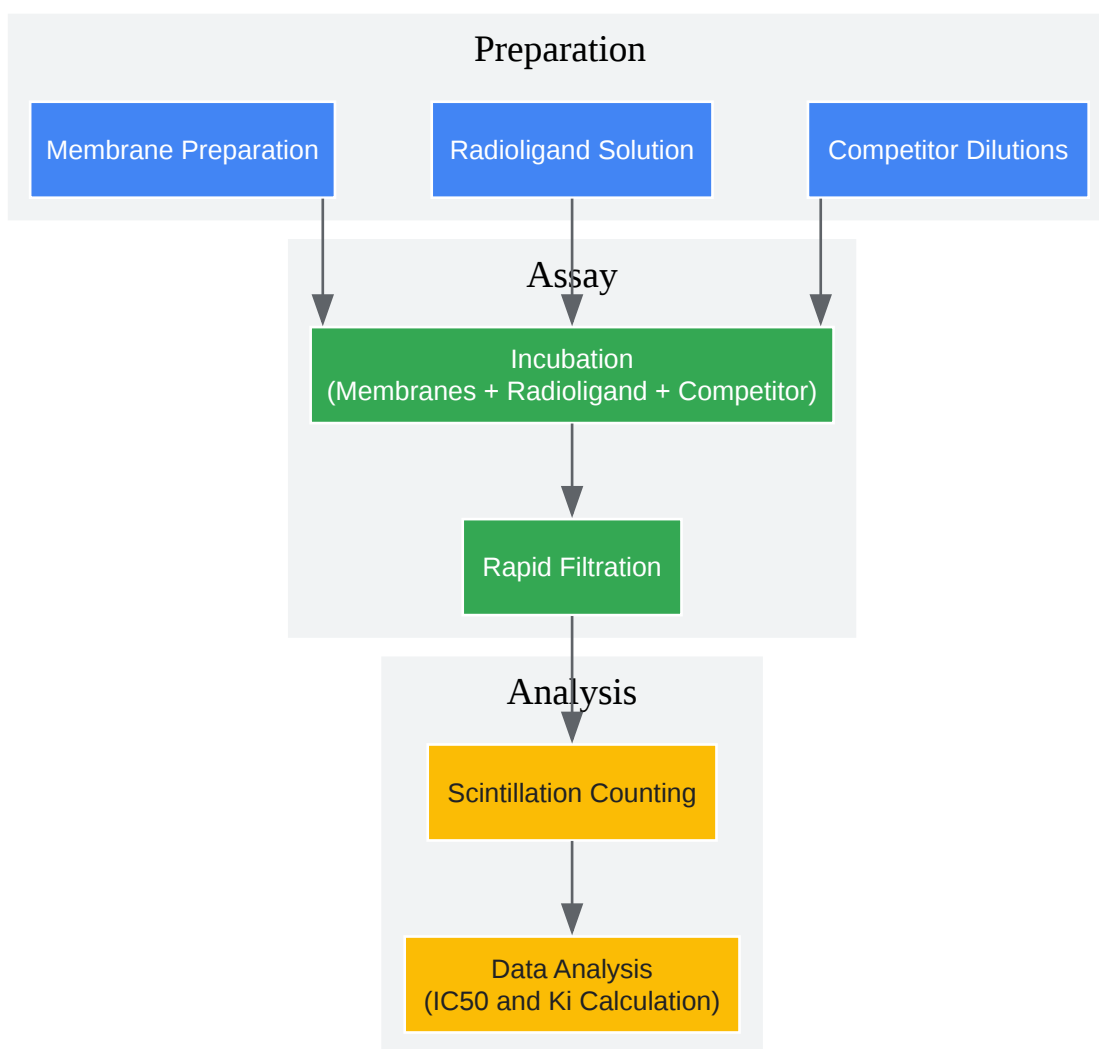 Preparation
Membrane Preparation
Radioligand Solution
Competitor Dilutions
Assay
Incubation
(Membranes + Radioligand + Competitor)
Rapid Filtration
Analysis
Scintillation Counting
Data Analysis
(IC50 and Ki Calculation)